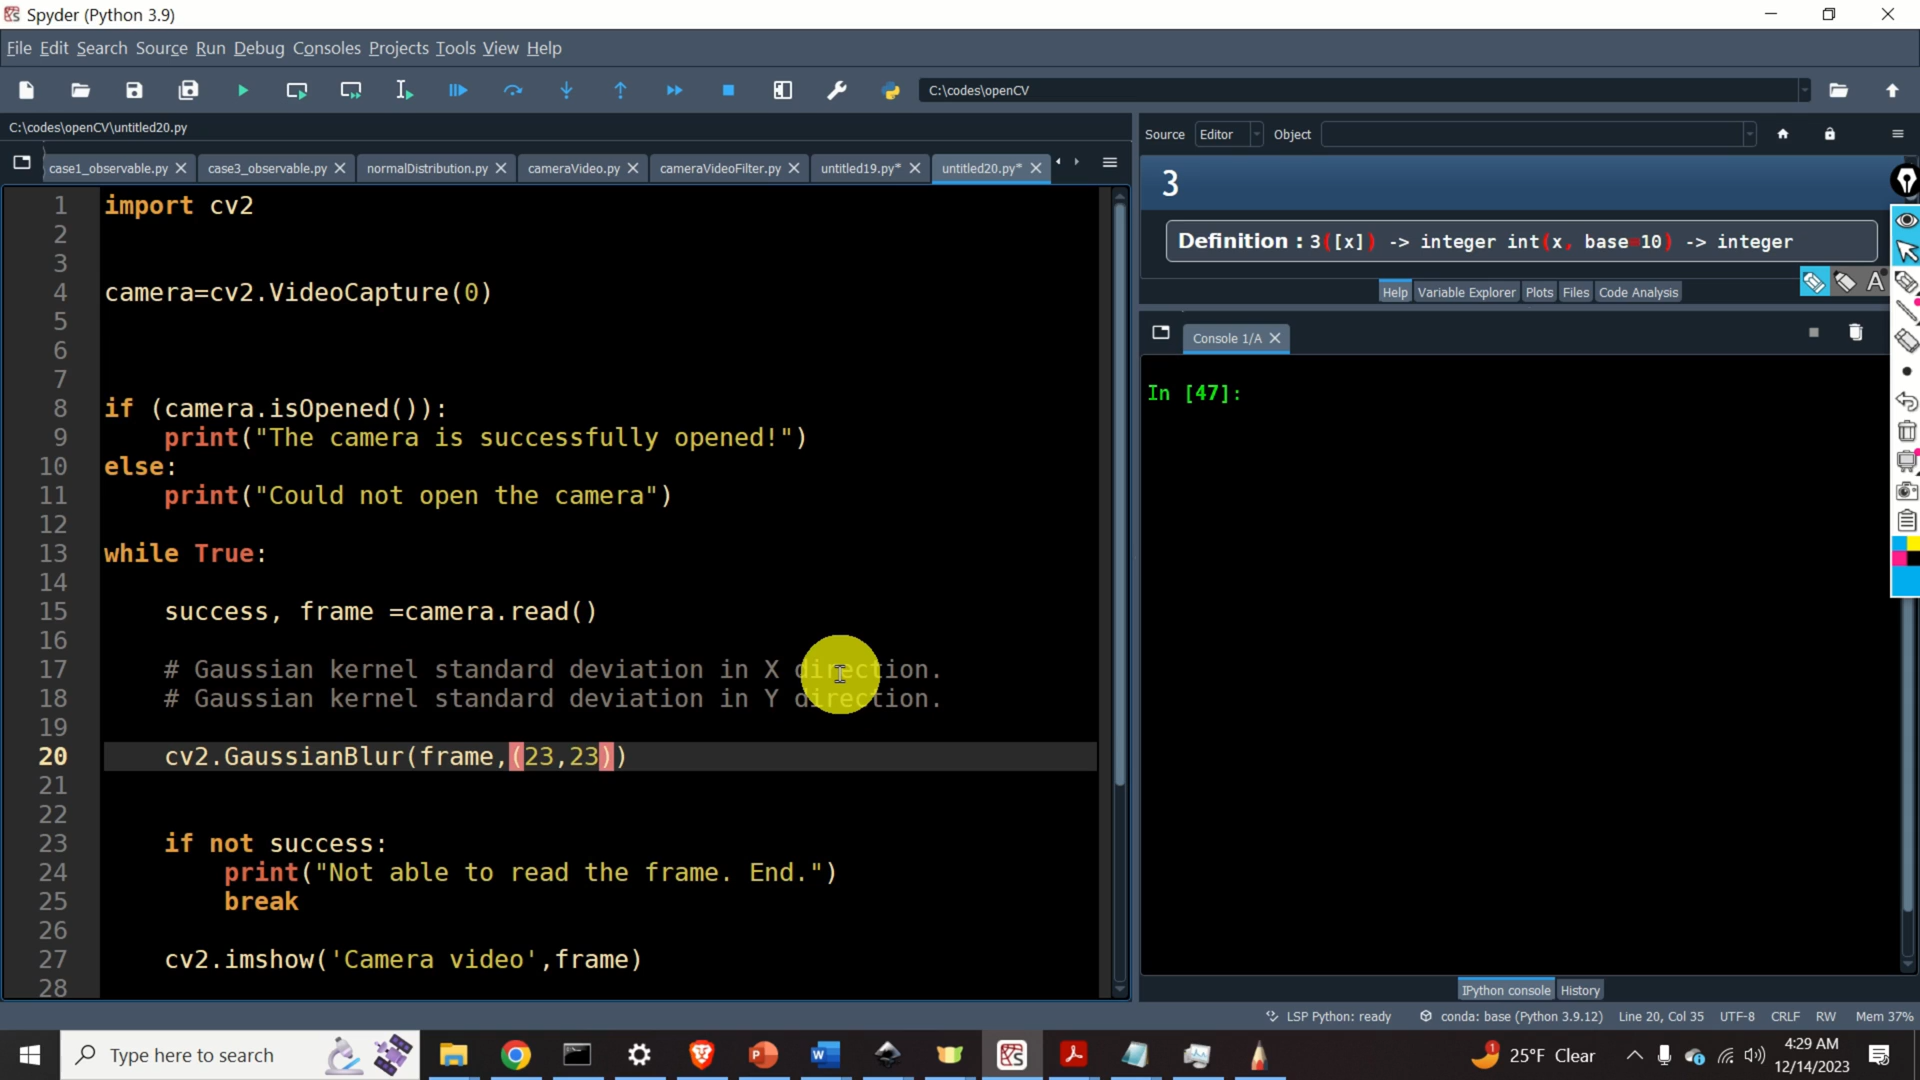 Spyder (Python 3.9)
File Edit Search Source Run Debug Consoles Projects Tools View Help
C:\codes\openCV
C:\codes\openCV\untitled20.py
case1_observable.py case3_observable.py normalDistribution.py cameraVideo.py cameraVideoFilter.py untitled19.py* untitled20.py*
1 import cv2
2
3
4 camera=cv2.VideoCapture(0)
5
6
7
8 if (camera.isOpened()):
9 print("The camera is successfully opened!")
10 else:
11 print("Could not open the camera")
12
13 while True:
14
15 success, frame =camera.read()
16
17 # Gaussian kernel standard deviation in X direction.
18 # Gaussian kernel standard deviation in Y direction.
19
20 cv2.GaussianBlur(frame,(23,23))
21
22
23 if not success:
24 print("Not able to read the frame. End.")
25 break
26
27 cv2.imshow('Camera video',frame)
28
Source Editor Object
3
Definition : 3([x]) -> integer int(x, base=10) -> integer
A
Help Variable Explorer Plots Files Code Analysis
Console 1/A
In [47]:
IPython console History
LSP Python: ready conda: base (Python 3.9.12) Line 20, Col 35 UTF-8 CRLF RW Mem 37%
Type here to search
25°F Clear
4:29 AM
12/14/2023